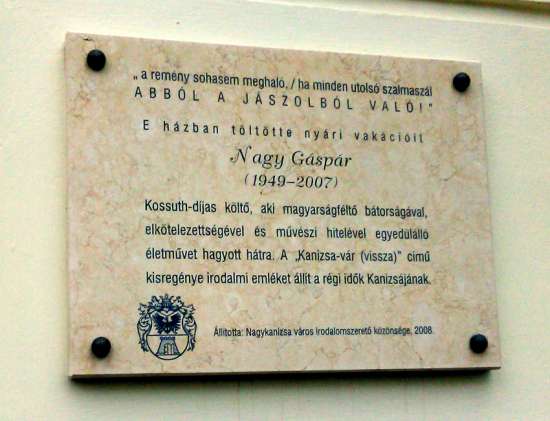 „a remény sohasem meghaló, / ha minden utolsó szalmaszál
ABBÓL A JÁSZOLBÓL VALÓ!"
E házban töltötte nyári vakációit
Nagy Gáspár
(1949–2007)
Kossuth-díjas költő, aki magyarságféltő bátorságával,
elkötelezettségével és művészi hitelével egyedülálló
életművet hagyott hátra. A „Kanizsa-vár (vissza)" című
kisregénye irodalmi emléket állít a régi idők Kanizsájának.
Állította: Nagykanizsa város irodalomszerető közönsége, 2008.